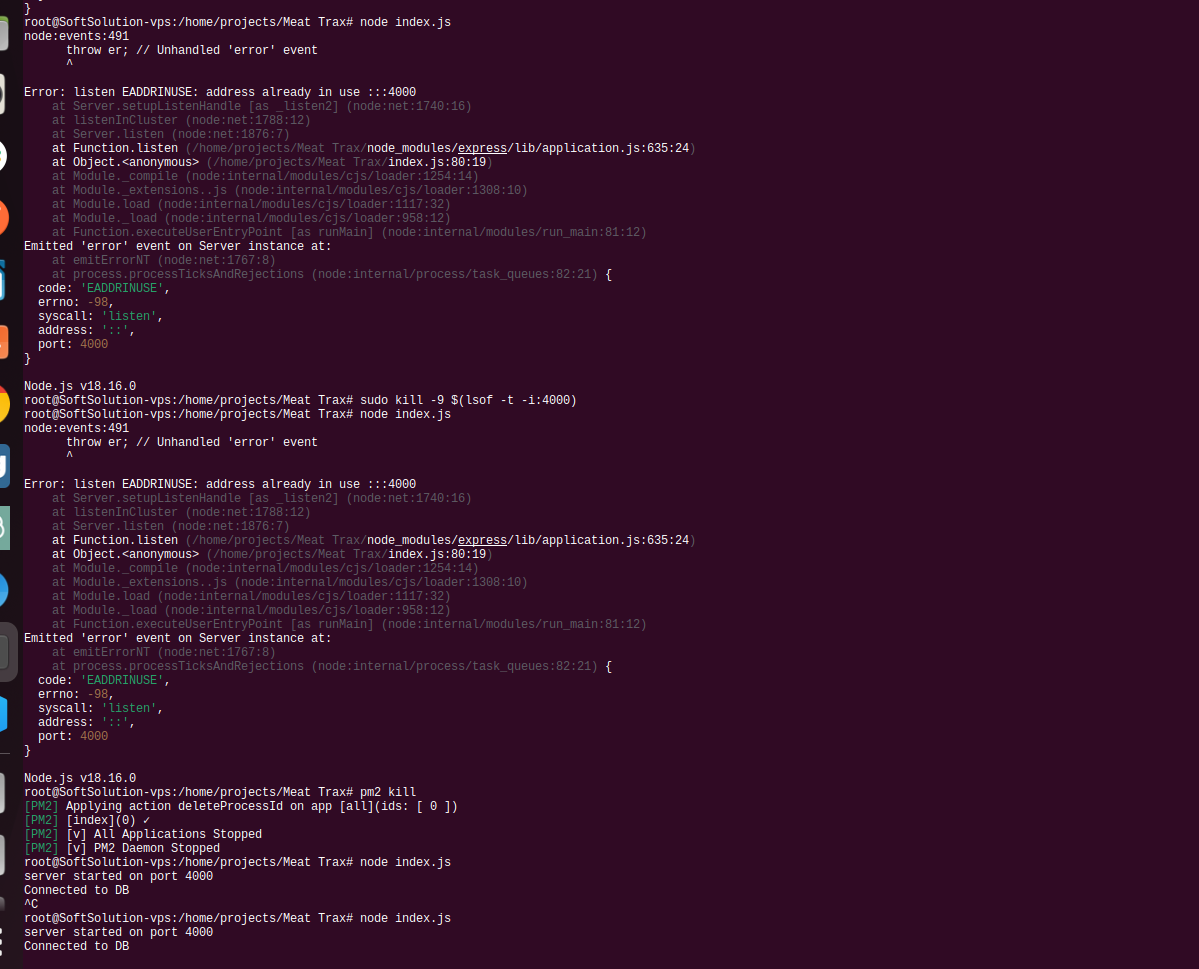 }
root@SoftSolution-vps:/home/projects/Meat Trax# node index.js
node:events:491
      throw er; // Unhandled 'error' event
      ^

Error: listen EADDRINUSE: address already in use :::4000
    at Server.setupListenHandle [as _listen2] (node:net:1740:16)
    at listenInCluster (node:net:1788:12)
    at Server.listen (node:net:1876:7)
    at Function.listen (/home/projects/Meat Trax/node_modules/express/lib/application.js:635:24)
    at Object.<anonymous> (/home/projects/Meat Trax/index.js:80:19)
    at Module._compile (node:internal/modules/cjs/loader:1254:14)
    at Module._extensions..js (node:internal/modules/cjs/loader:1308:10)
    at Module.load (node:internal/modules/cjs/loader:1117:32)
    at Module._load (node:internal/modules/cjs/loader:958:12)
    at Function.executeUserEntryPoint [as runMain] (node:internal/modules/run_main:81:12)
Emitted 'error' event on Server instance at:
    at emitErrorNT (node:net:1767:8)
    at process.processTicksAndRejections (node:internal/process/task_queues:82:21) {
  code: 'EADDRINUSE',
  errno: -98,
  syscall: 'listen',
  address: '::',
  port: 4000
}

Node.js v18.16.0
root@SoftSolution-vps:/home/projects/Meat Trax# sudo kill -9 $(lsof -t -i:4000)
root@SoftSolution-vps:/home/projects/Meat Trax# node index.js
node:events:491
      throw er; // Unhandled 'error' event
      ^

Error: listen EADDRINUSE: address already in use :::4000
    at Server.setupListenHandle [as _listen2] (node:net:1740:16)
    at listenInCluster (node:net:1788:12)
    at Server.listen (node:net:1876:7)
    at Function.listen (/home/projects/Meat Trax/node_modules/express/lib/application.js:635:24)
    at Object.<anonymous> (/home/projects/Meat Trax/index.js:80:19)
    at Module._compile (node:internal/modules/cjs/loader:1254:14)
    at Module._extensions..js (node:internal/modules/cjs/loader:1308:10)
    at Module.load (node:internal/modules/cjs/loader:1117:32)
    at Module._load (node:internal/modules/cjs/loader:958:12)
    at Function.executeUserEntryPoint [as runMain] (node:internal/modules/run_main:81:12)
Emitted 'error' event on Server instance at:
    at emitErrorNT (node:net:1767:8)
    at process.processTicksAndRejections (node:internal/process/task_queues:82:21) {
  code: 'EADDRINUSE',
  errno: -98,
  syscall: 'listen',
  address: '::',
  port: 4000
}

Node.js v18.16.0
root@SoftSolution-vps:/home/projects/Meat Trax# pm2 kill
[PM2] Applying action deleteProcessId on app [all](ids: [ 0 ])
[PM2] [index](0) ✓
[PM2] [v] All Applications Stopped
[PM2] [v] PM2 Daemon Stopped
root@SoftSolution-vps:/home/projects/Meat Trax# node index.js
server started on port 4000
Connected to DB
^C
root@SoftSolution-vps:/home/projects/Meat Trax# node index.js
server started on port 4000
Connected to DB